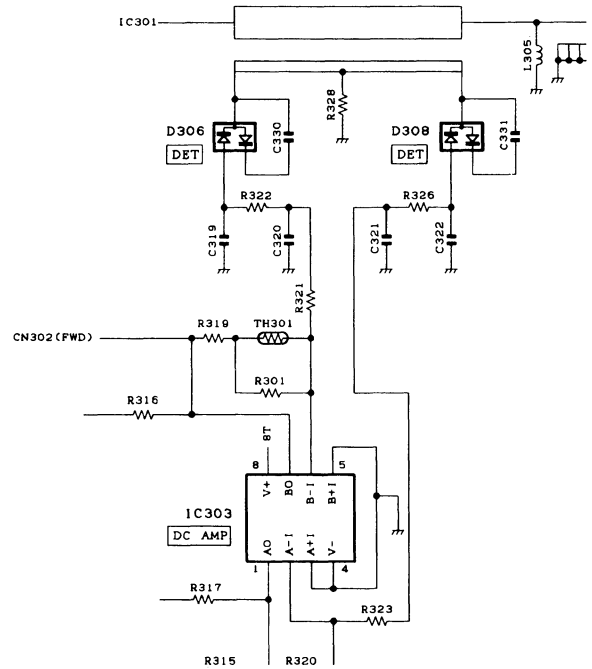 IC301
L305
R328
D306
DET
C330
D308
DET
C331
R322
R326
C319
C320
C321
C322
R321
CN302(FWD)
R319
TH301
R301
R316
8T
8
5
V+
BO
B-I
B+I
IC303
DC AMP
AO
A-I
A+I
V-
1
4
R317
R323
R315
R320